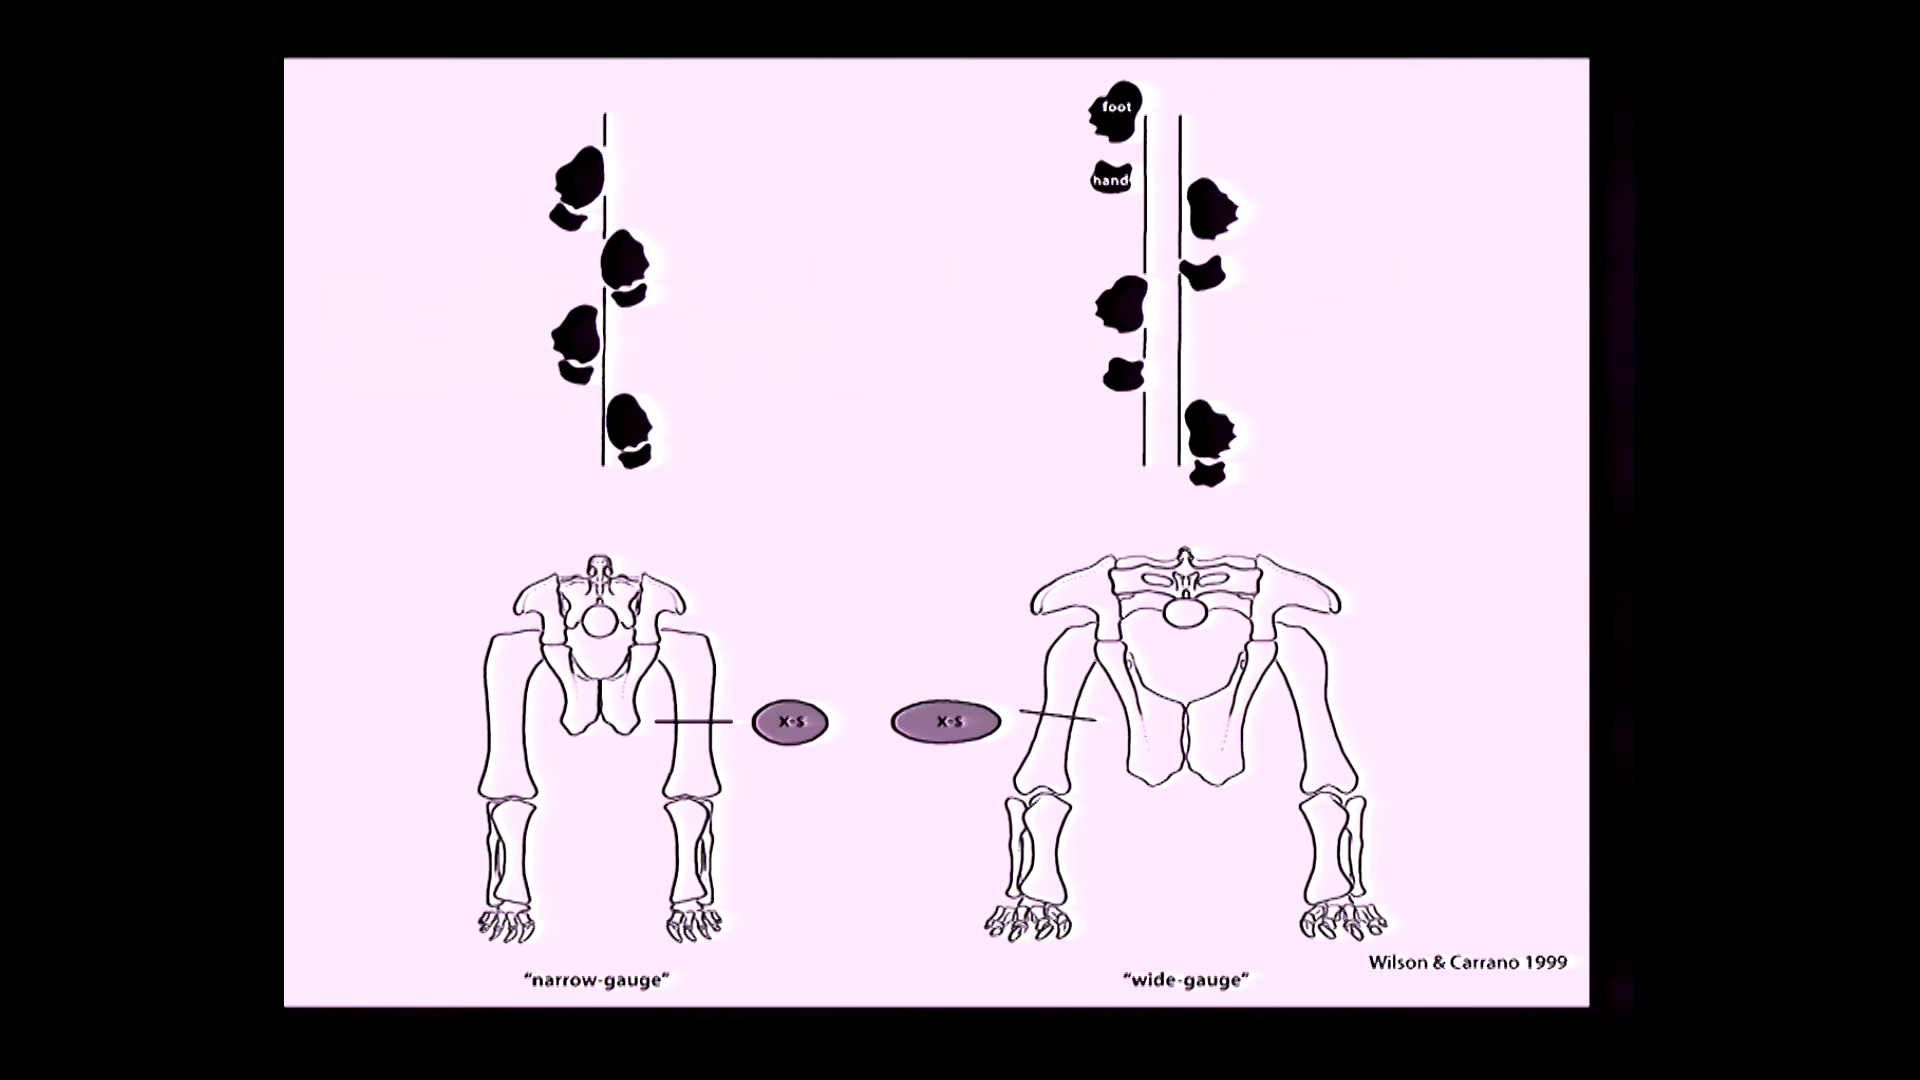 foot
hand
x-s
x-s
"narrow-gauge"
"wide-gauge"
Wilson & Carrano 1999